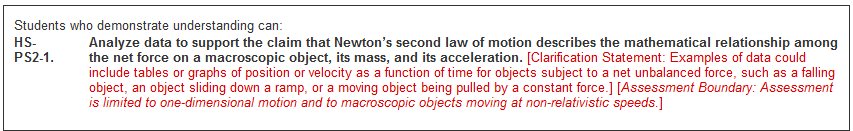 Students who demonstrate understanding can:
HS-PS2-1. Analyze data to support the claim that Newton’s second law of motion describes the mathematical relationship among
the net force on a macroscopic object, its mass, and its acceleration. [Clarification Statement: Examples of data could
include tables or graphs of position or velocity as a function of time for objects subject to a net unbalanced force, such as a falling
object, an object sliding down a ramp, or a moving object being pulled by a constant force.] [Assessment Boundary: Assessment
is limited to one-dimensional motion and to macroscopic objects moving at non-relativistic speeds.]